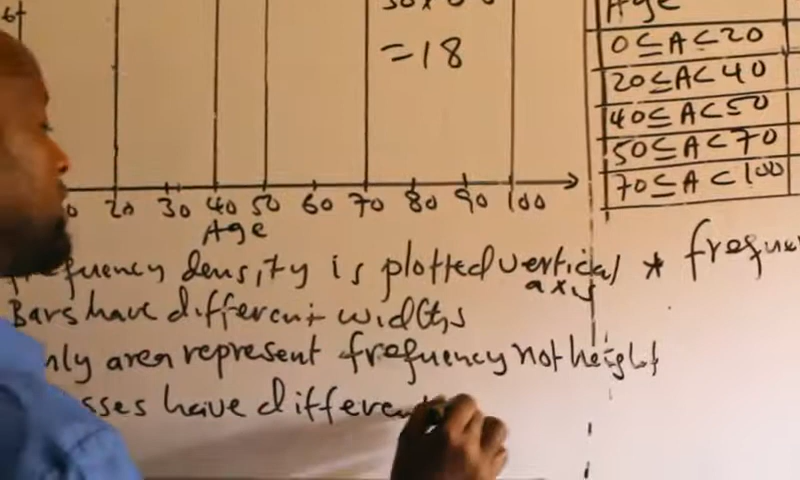 =18
Age
0≤A<20
20≤A<40
40≤A<50
50≤A<70
70≤A<100
20 30 40 50 60 70 80 90 100
Age
frequency density is plotted vertical
axis
* freque
Bars have different widths
nly area represent frequency not height
sses have differen